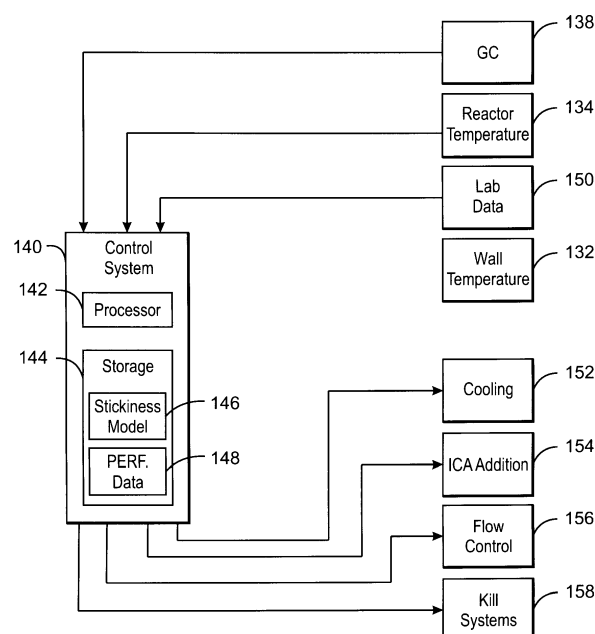 138
GC
Reactor
Temperature
134
Lab
Data
150
140
Control
System
Wall
Temperature
132
142
Processor
144
Storage
Stickiness
Model
146
PERF.
Data
148
Cooling
152
ICA Addition
154
Flow
Control
156
Kill
Systems
158